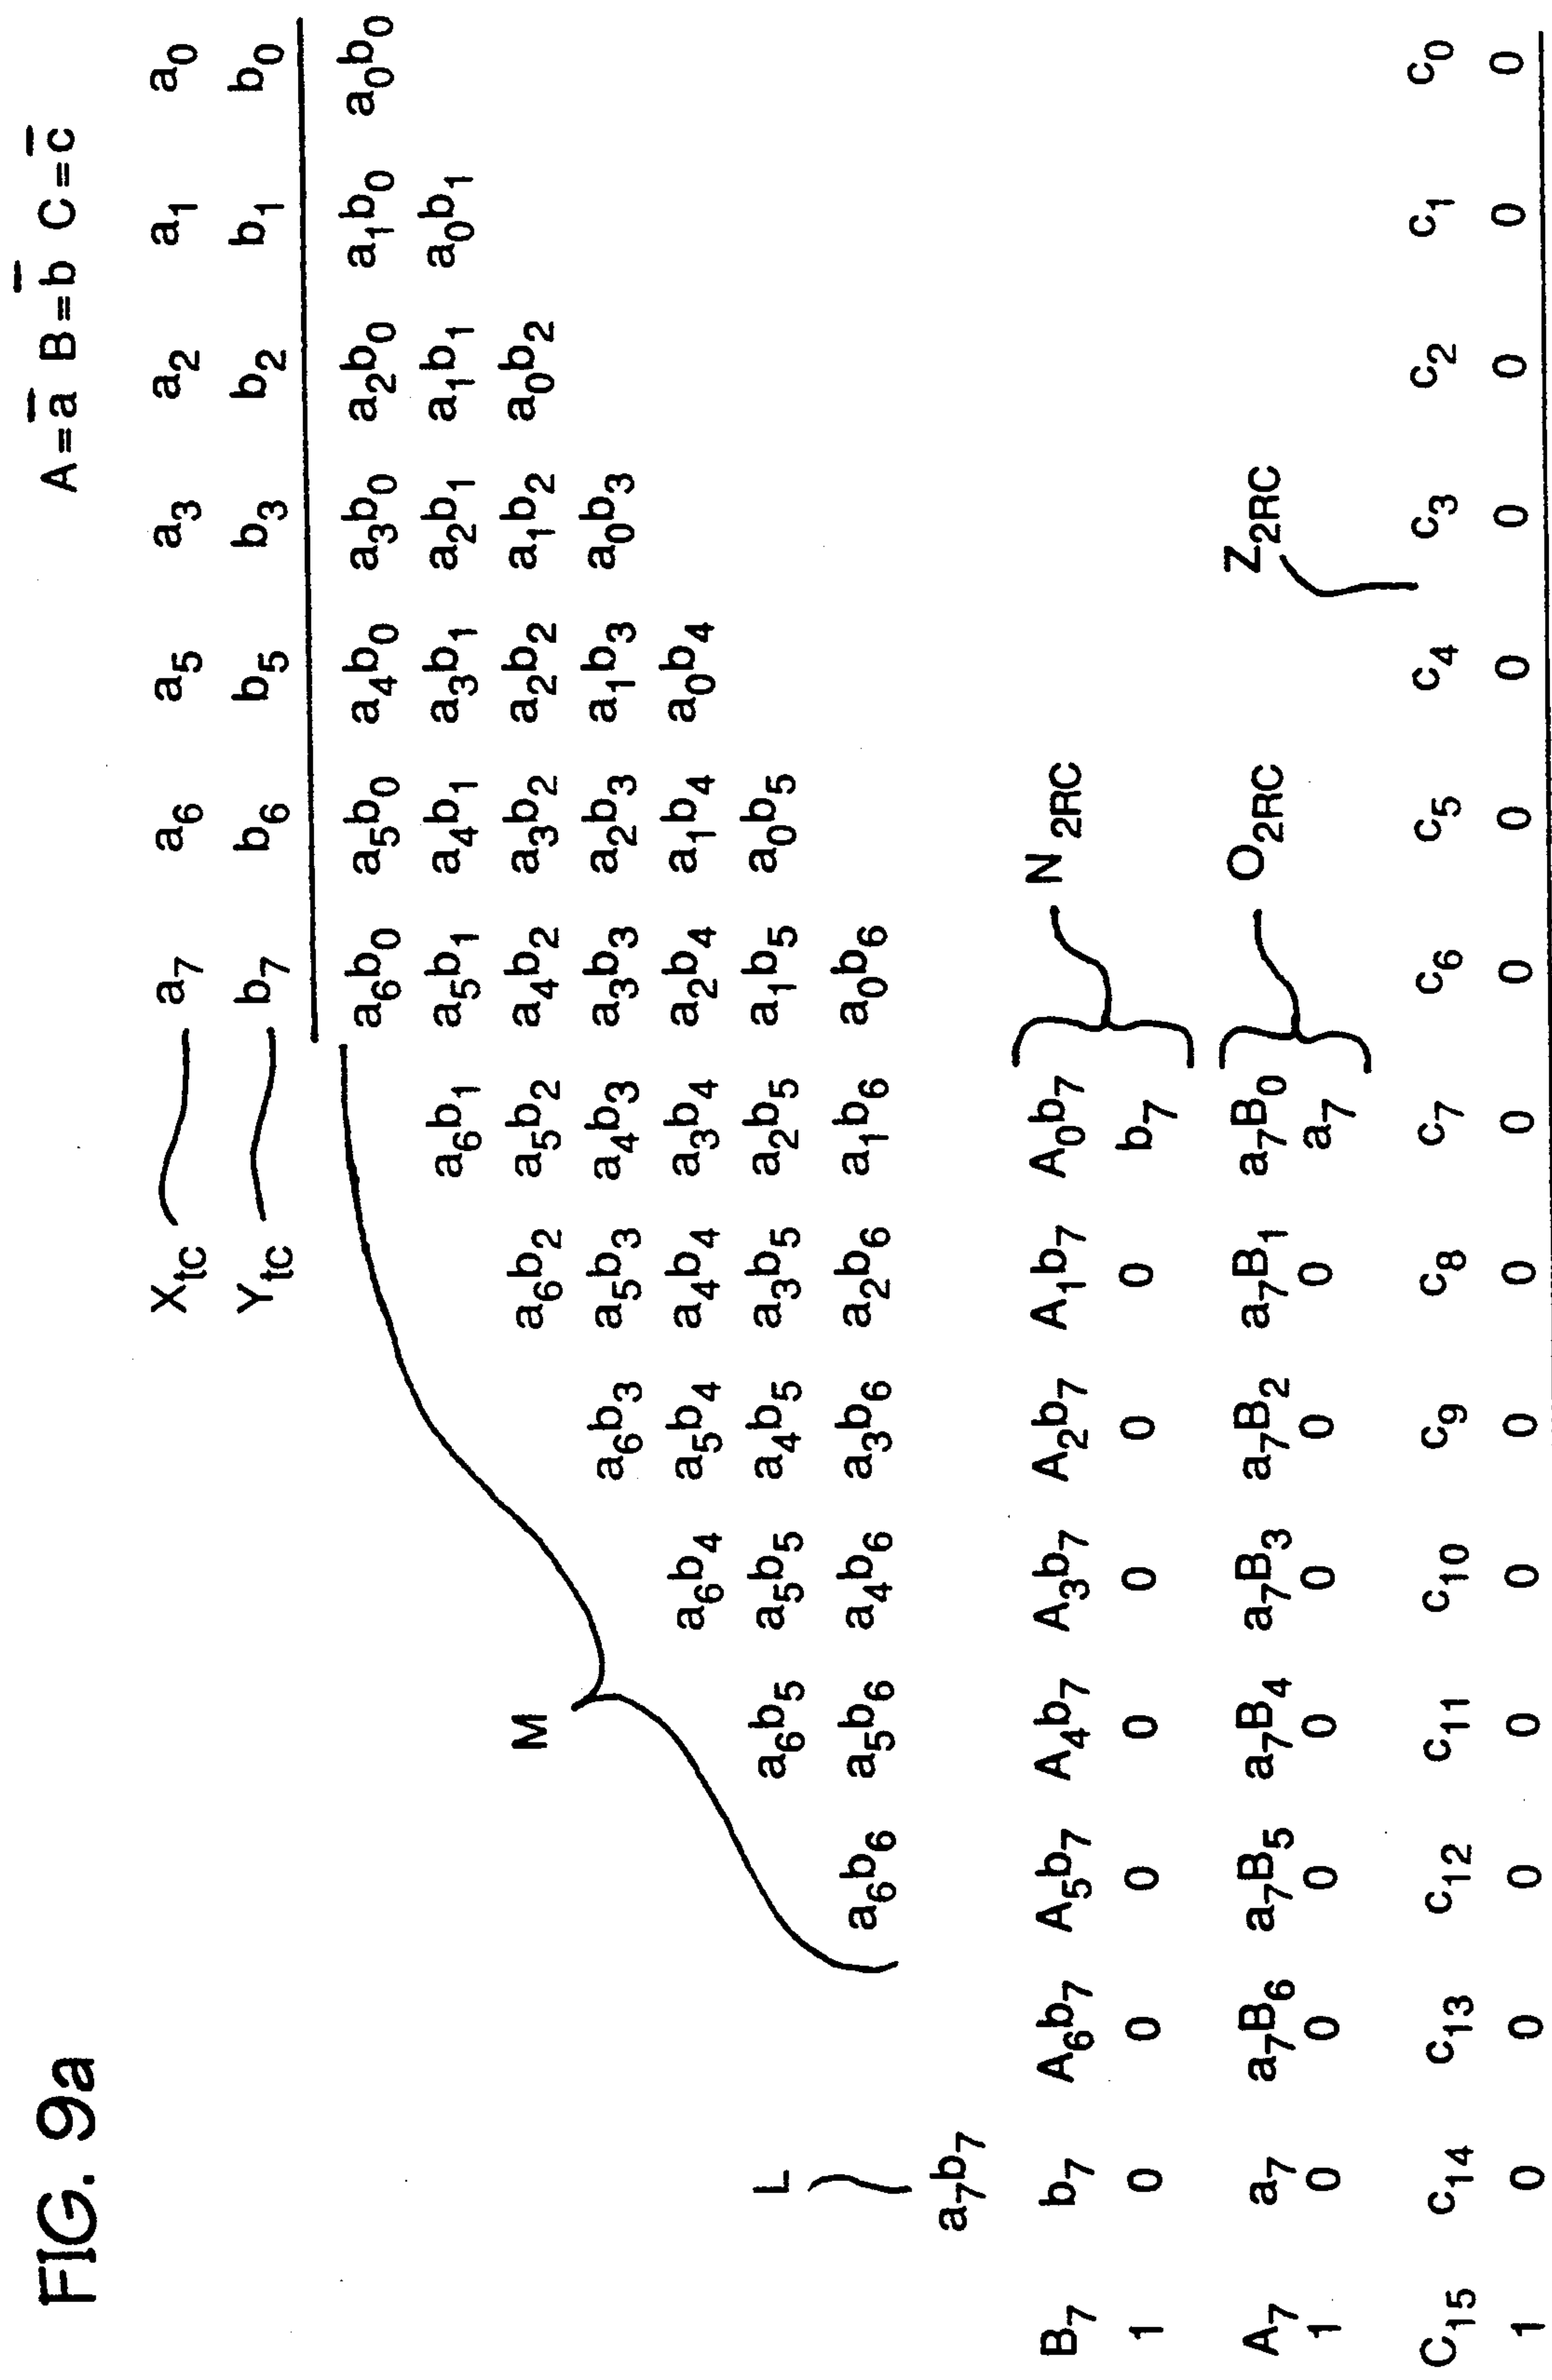 FIG. 9a
A=a̅ B=b̅ C=c̅
X_tc a7 a6 a5 a3 a2 a1 a0
Y_tc b7 b6 b5 b3 b2 b1 b0
a6b0 a5b0 a4b0 a3b0 a2b0 a1b0 a0b0
a6b1 a5b1 a4b1 a3b1 a2b1 a1b1 a0b1
M a6b2 a5b2 a4b2 a3b2 a2b2 a1b2 a0b2
a6b3 a5b3 a4b3 a3b3 a2b3 a1b3 a0b3
a6b4 a5b4 a4b4 a3b4 a2b4 a1b4 a0b4
L a6b5 a5b5 a4b5 a3b5 a2b5 a1b5 a0b5
a6b6 a5b6 a4b6 a3b6 a2b6 a1b6 a0b6
a7b7
B7 b7 A6b7 A5b7 A4b7 A3b7 A2b7 A1b7 A0b7 N_2RC
1 0 0 0 0 0 0 0 b7
A7 a7 a7B6 a7B5 a7B4 a7B3 a7B2 a7B1 a7B0 O_2RC Z_2RC
1 0 0 0 0 0 0 0 a7
C15 c14 c13 c12 c11 c10 c9 c8 c7 c6 c5 c4 c3 c2 c1 c0
1 0 0 0 0 0 0 0 0 0 0 0 0 0 0 0